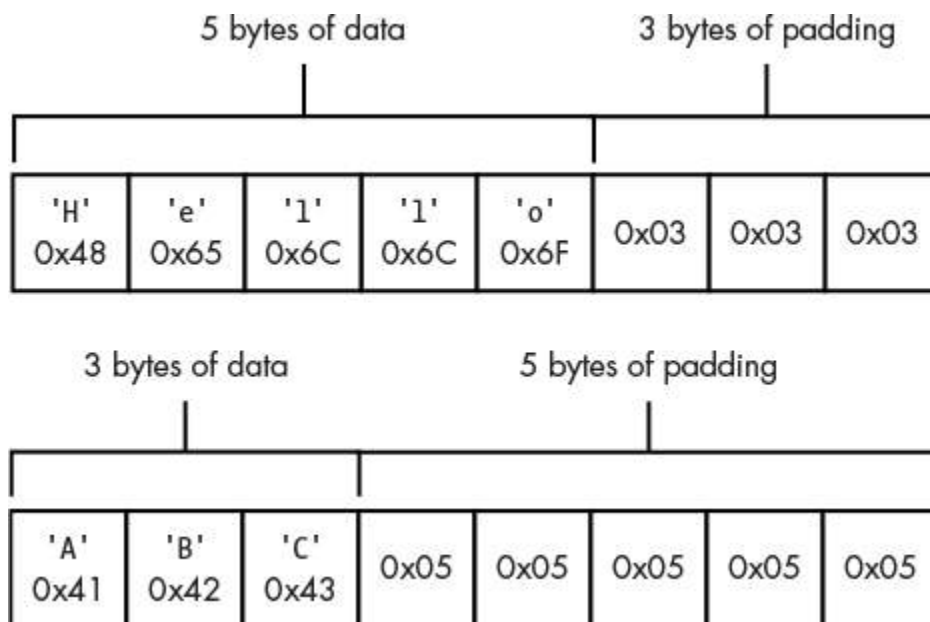 5 bytes of data 3 bytes of padding
'H' 'e' 'l' 'l' 'o' 0x03 0x03 0x03
0x48 0x65 0x6C 0x6C 0x6F
3 bytes of data 5 bytes of padding
'A' 'B' 'C' 0x05 0x05 0x05 0x05 0x05
0x41 0x42 0x43